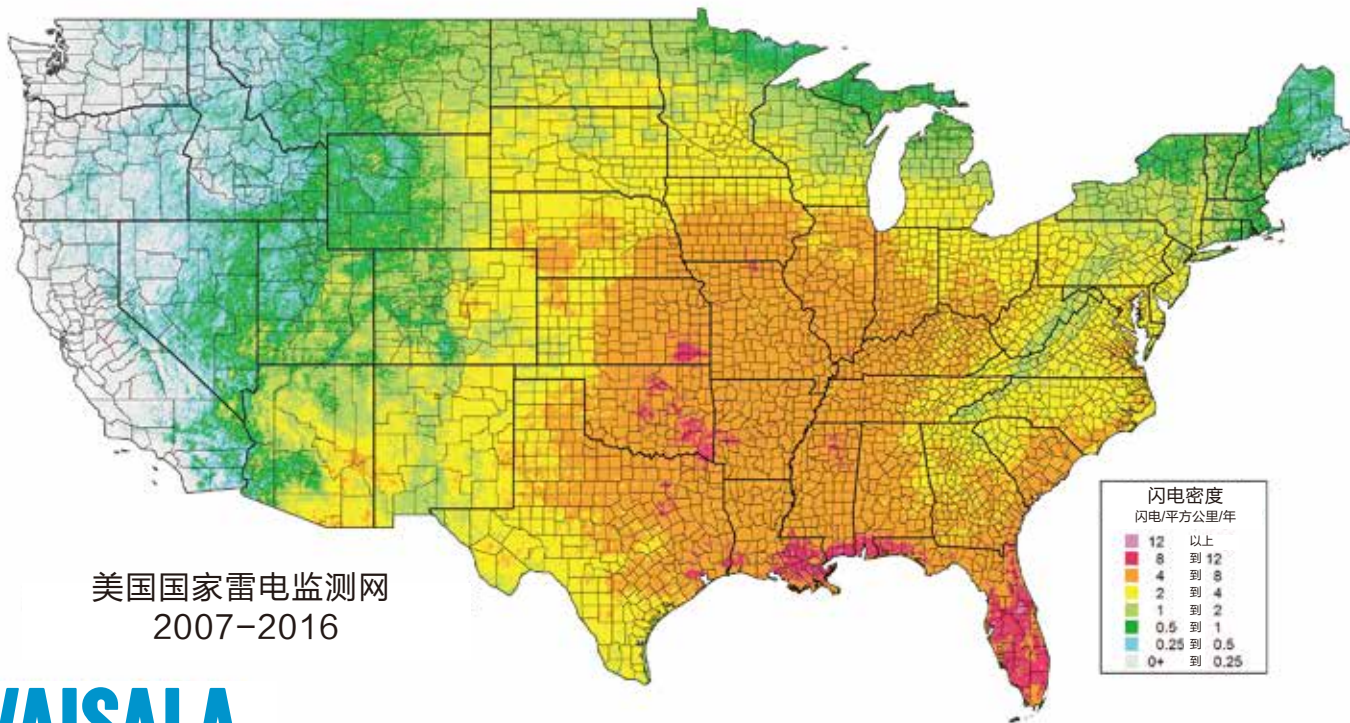 美国国家雷电监测网
2007-2016
闪电密度
闪电/平方公里/年
12 以上
8 到 12
4 到 8
2 到 4
1 到 2
0.5 到 1
0.25 到 0.5
0+ 到 0.25
VAISALA